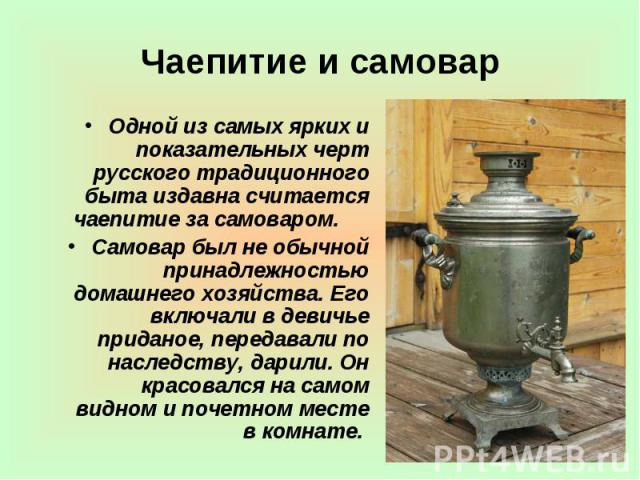 Чаепитие и самовар
• Одной из самых ярких и
показательных черт
русского традиционного
быта издавна считается
чаепитие за самоваром.
• Самовар был не обычной
принадлежностью
домашнего хозяйства. Его
включали в девичье
приданое, передавали по
наследству, дарили. Он
красовался на самом
видном и почетном месте
в комнате.
PPt4WEB.ru